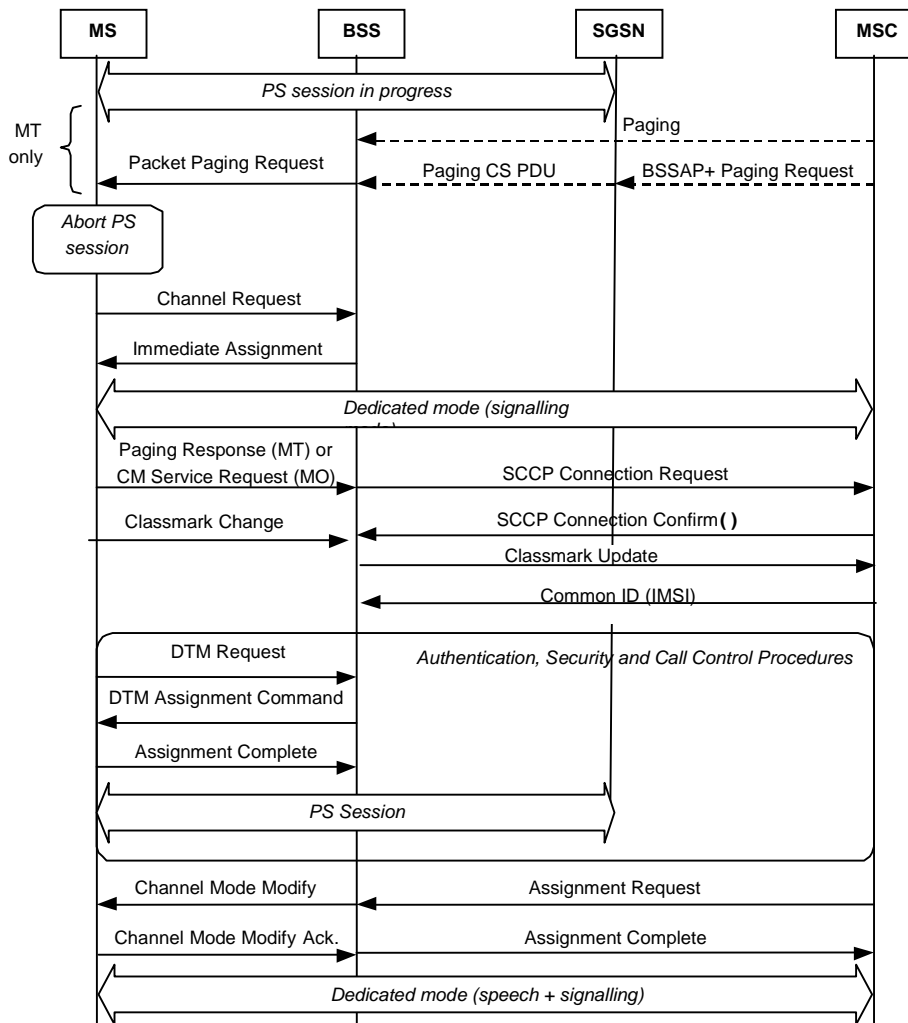 MS
BSS
SGSN
MSC
PS session in progress
MT
only
Paging
Packet Paging Request
Paging CS PDU
BSSAP+ Paging Request
Abort PS
session
Channel Request
Immediate Assignment
Dedicated mode (signalling
Paging Response (MT) or
CM Service Request (MO)
SCCP Connection Request
Classmark Change
SCCP Connection Confirm( )
Classmark Update
Common ID (IMSI)
DTM Request
Authentication, Security and Call Control Procedures
DTM Assignment Command
Assignment Complete
PS Session
Channel Mode Modify
Assignment Request
Channel Mode Modify Ack.
Assignment Complete
Dedicated mode (speech + signalling)